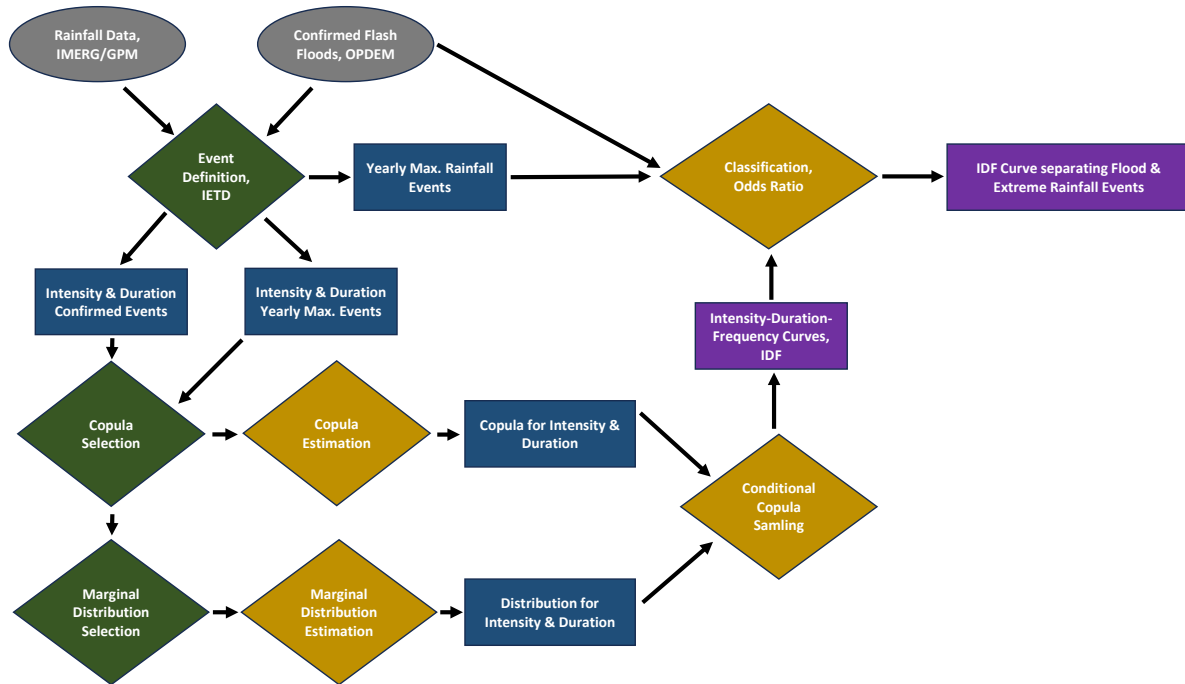 Rainfall Data,
IMERG/GPM
Confirmed Flash
Floods, OPDEM
Event
Definition,
IETD
Yearly Max. Rainfall
Events
Classification,
Odds Ratio
IDF Curve separating Flood &
Extreme Rainfall Events
Intensity & Duration
Confirmed Events
Intensity & Duration
Yearly Max. Events
Intensity-Duration-
Frequency Curves,
IDF
Copula
Selection
Copula
Estimation
Copula for Intensity &
Duration
Conditional
Copula
Samling
Marginal
Distribution
Selection
Marginal
Distribution
Estimation
Distribution for
Intensity & Duration